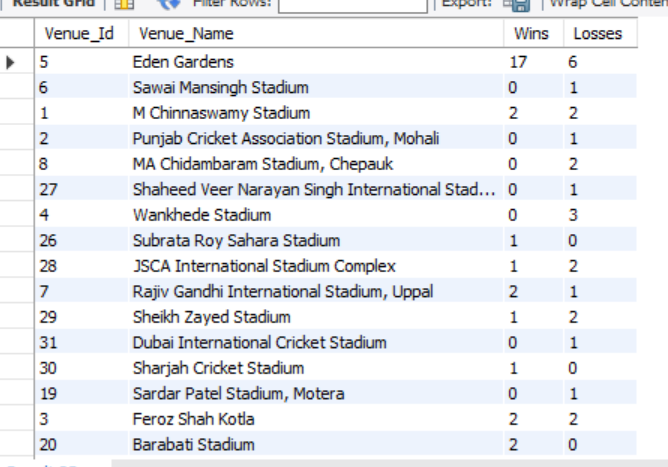 Result Grid Filter Rows: Export: Wrap Cell Conten
Venue_Id Venue_Name Wins Losses
5 Eden Gardens 17 6
6 Sawai Mansingh Stadium 0 1
1 M Chinnaswamy Stadium 2 2
2 Punjab Cricket Association Stadium, Mohali 0 1
8 MA Chidambaram Stadium, Chepauk 0 2
27 Shaheed Veer Narayan Singh International Stad... 0 1
4 Wankhede Stadium 0 3
26 Subrata Roy Sahara Stadium 1 0
28 JSCA International Stadium Complex 1 2
7 Rajiv Gandhi International Stadium, Uppal 2 1
29 Sheikh Zayed Stadium 1 2
31 Dubai International Cricket Stadium 0 1
30 Sharjah Cricket Stadium 1 0
19 Sardar Patel Stadium, Motera 0 1
3 Feroz Shah Kotla 2 2
20 Barabati Stadium 2 0